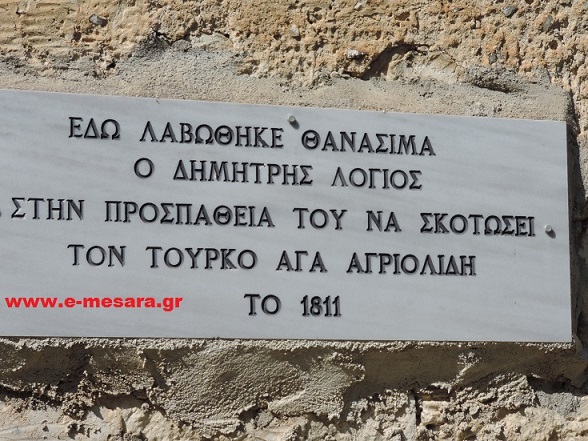 ΕΔΩ ΛΑΒΩΘΗΚΕ ΘΑΝΑΣΙΜΑ
Ο ΔΗΜΗΤΡΗΣ ΛΟΓΙΟΣ
ΣΤΗΝ ΠΡΟΣΠΑΘΕΙΑ ΤΟΥ ΝΑ ΣΚΟΤΩΣΕΙ
ΤΟΝ ΤΟΥΡΚΟ ΑΓΑ ΑΓΡΙΟΛΙΔΗ
www.e-mesara.gr
ΤΟ 1811